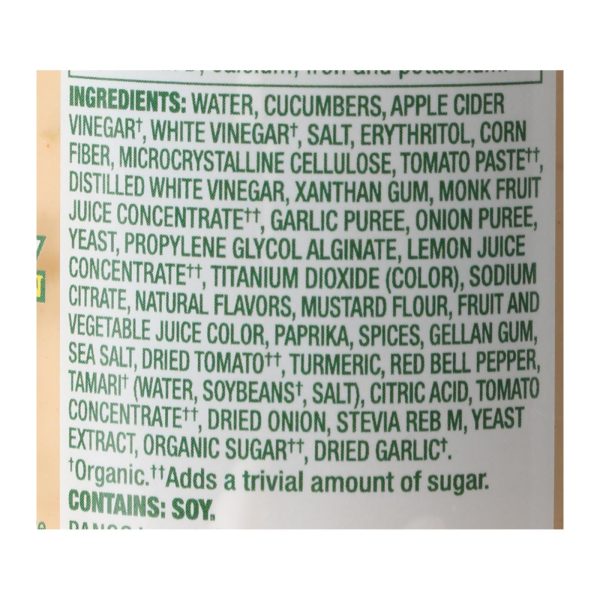 calcium, iron and potassium.
INGREDIENTS: WATER, CUCUMBERS, APPLE CIDER
VINEGAR†, WHITE VINEGAR†, SALT, ERYTHRITOL, CORN
FIBER, MICROCRYSTALLINE CELLULOSE, TOMATO PASTE††,
DISTILLED WHITE VINEGAR, XANTHAN GUM, MONK FRUIT
JUICE CONCENTRATE††, GARLIC PUREE, ONION PUREE,
YEAST, PROPYLENE GLYCOL ALGINATE, LEMON JUICE
CONCENTRATE††, TITANIUM DIOXIDE (COLOR), SODIUM
CITRATE, NATURAL FLAVORS, MUSTARD FLOUR, FRUIT AND
VEGETABLE JUICE COLOR, PAPRIKA, SPICES, GELLAN GUM,
SEA SALT, DRIED TOMATO††, TURMERIC, RED BELL PEPPER,
TAMARI† (WATER, SOYBEANS†, SALT), CITRIC ACID, TOMATO
CONCENTRATE††, DRIED ONION, STEVIA REB M, YEAST
EXTRACT, ORGANIC SUGAR††, DRIED GARLIC†.
†Organic.††Adds a trivial amount of sugar.
CONTAINS: SOY.